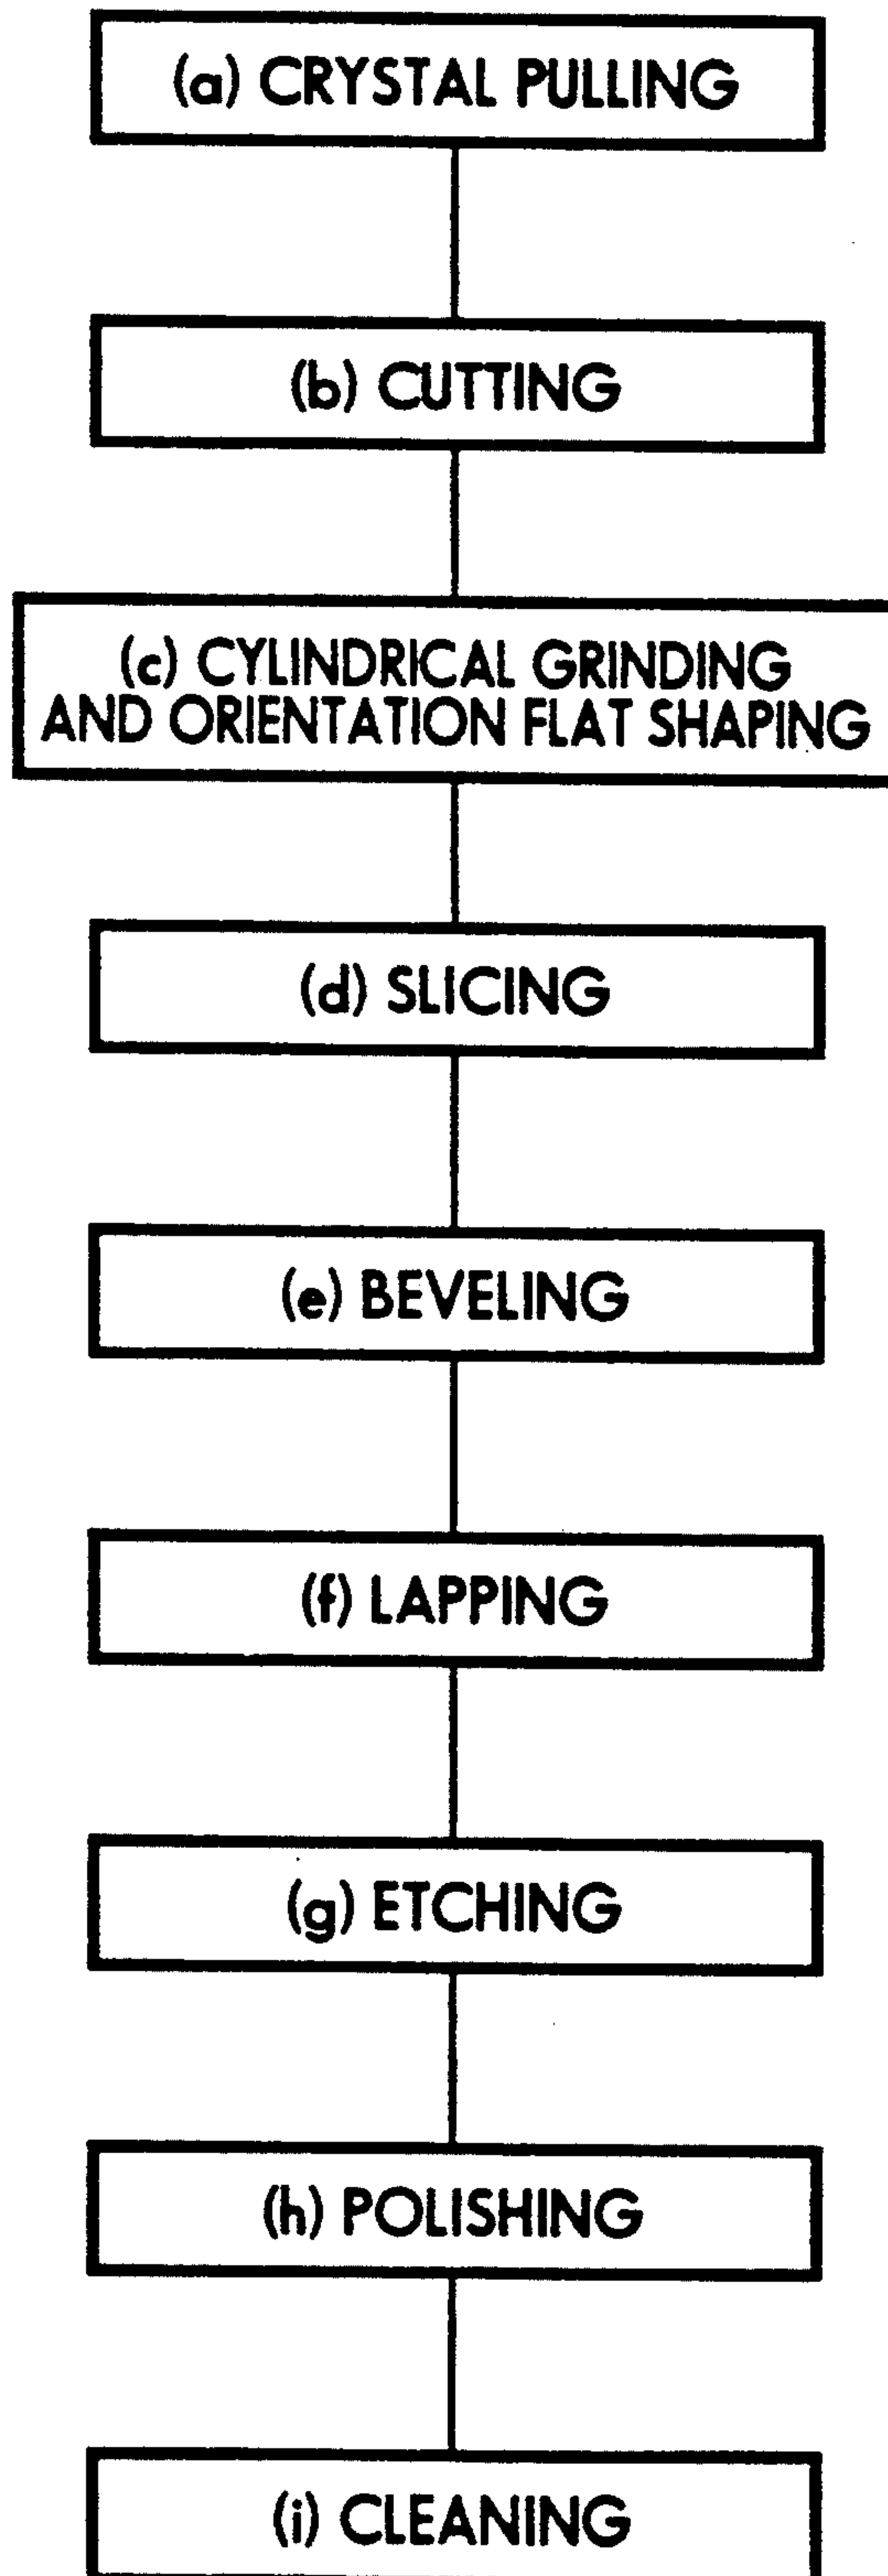 (a) CRYSTAL PULLING
(b) CUTTING
(c) CYLINDRICAL GRINDING
AND ORIENTATION FLAT SHAPING
(d) SLICING
(e) BEVELING
(f) LAPPING
(g) ETCHING
(h) POLISHING
(i) CLEANING